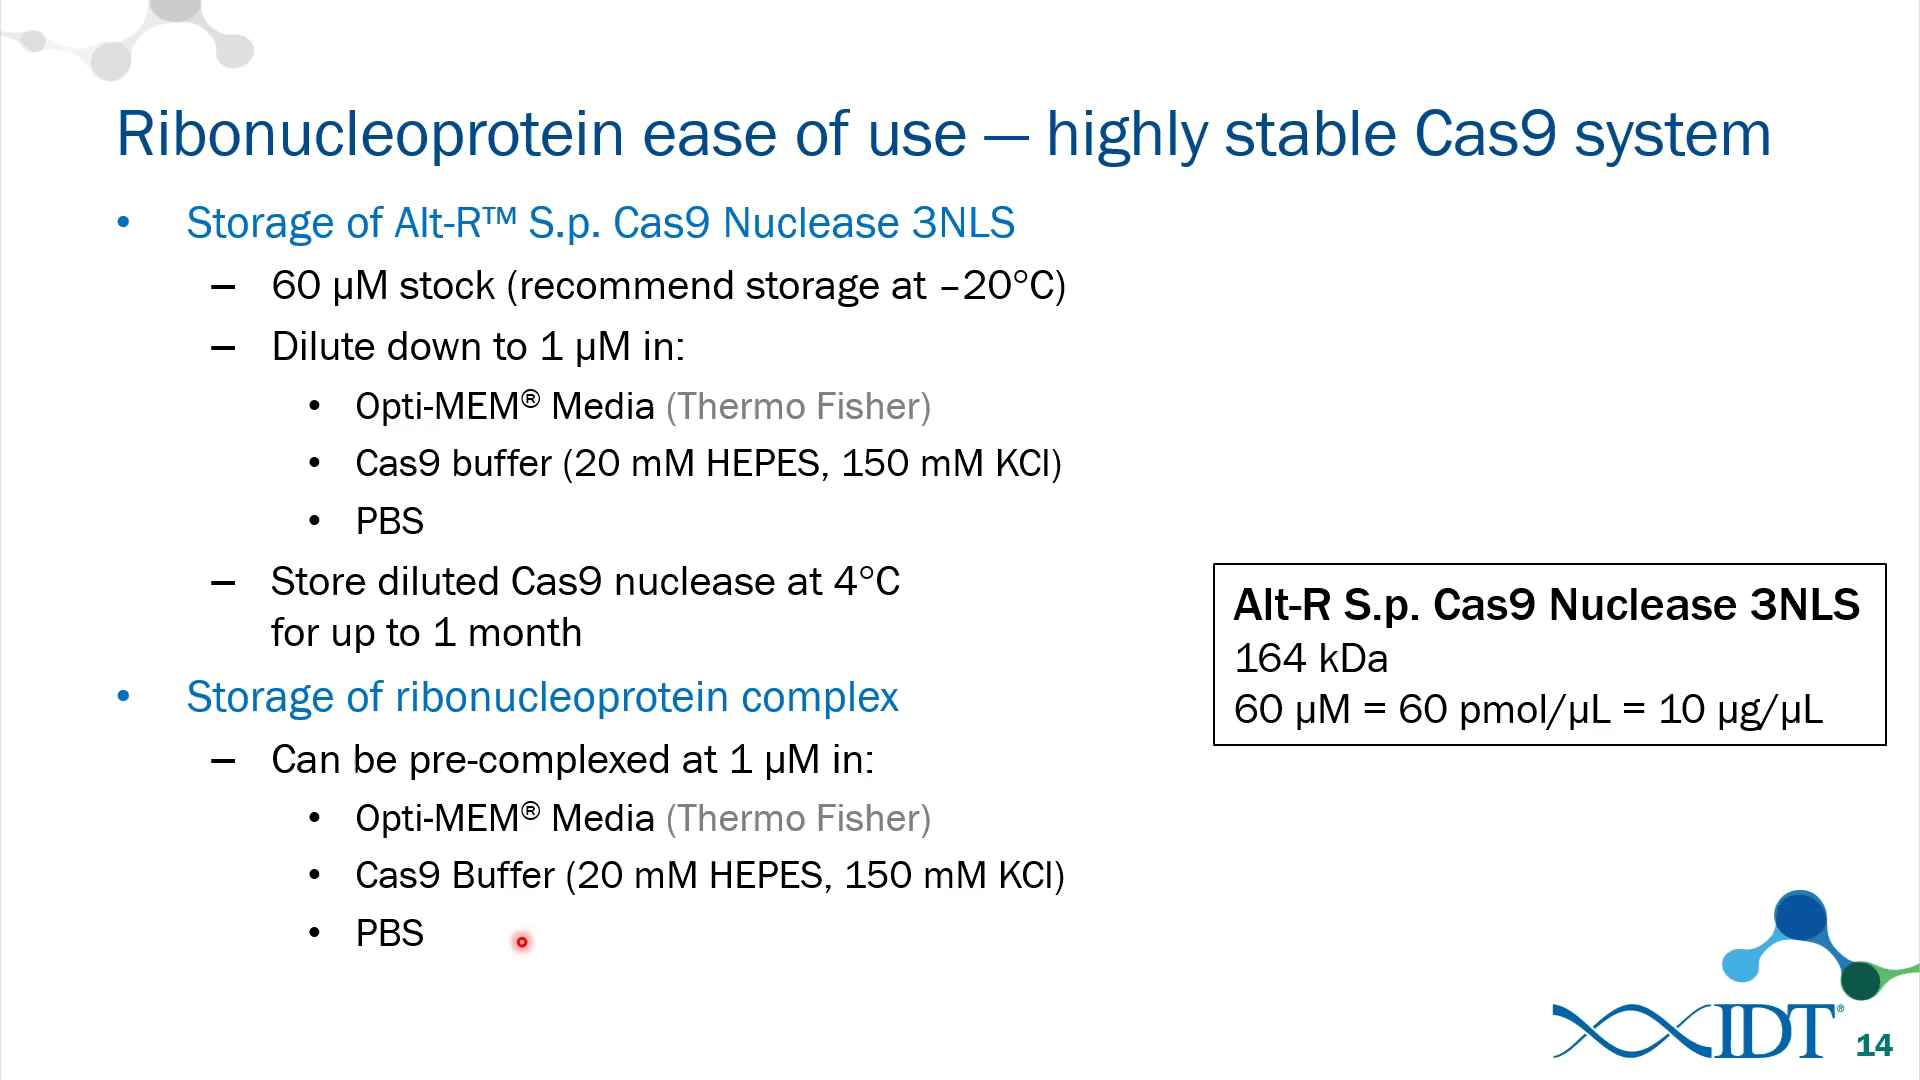 Ribonucleoprotein ease of use — highly stable Cas9 system
• Storage of Alt-R™ S.p. Cas9 Nuclease 3NLS
– 60 µM stock (recommend storage at –20°C)
– Dilute down to 1 µM in:
• Opti-MEM® Media (Thermo Fisher)
• Cas9 buffer (20 mM HEPES, 150 mM KCl)
• PBS
– Store diluted Cas9 nuclease at 4°C
for up to 1 month
• Storage of ribonucleoprotein complex
– Can be pre-complexed at 1 µM in:
• Opti-MEM® Media (Thermo Fisher)
• Cas9 Buffer (20 mM HEPES, 150 mM KCl)
• PBS
Alt-R S.p. Cas9 Nuclease 3NLS
164 kDa
60 µM = 60 pmol/µL = 10 µg/µL
IDT®
14